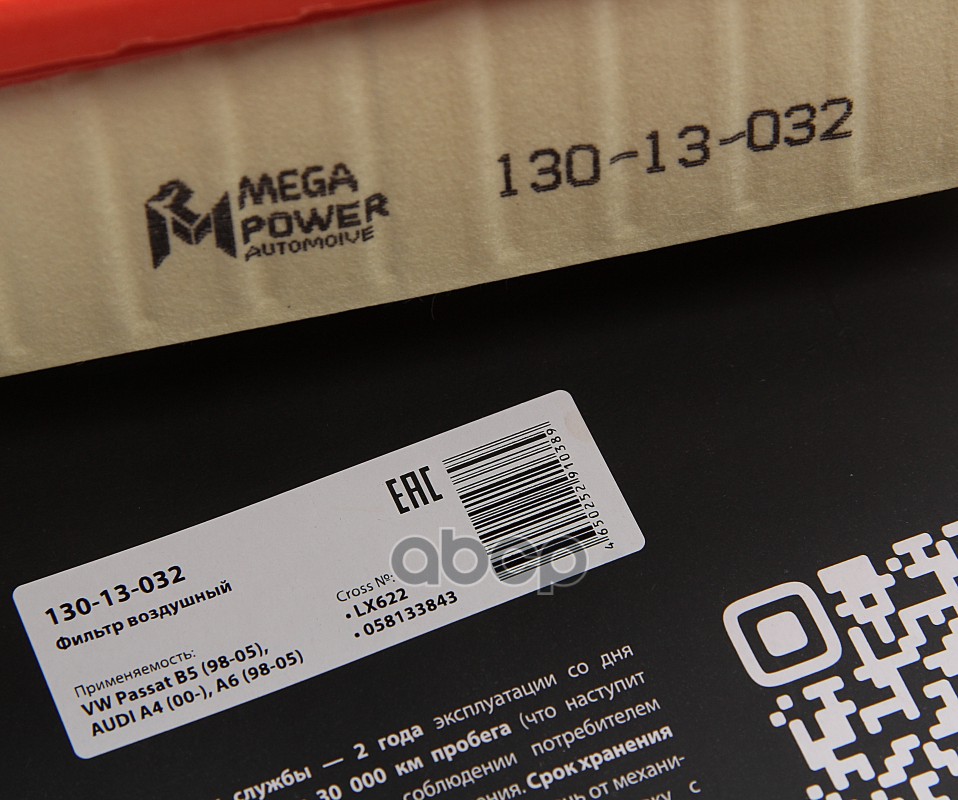 MEGA
POWER
AUTOMOIVE
130-13-032
130-13-032
Фильтр воздушный
Применяемость:
VW Passat B5 (98-05),
AUDI A4 (00-), A6 (98-05)
EAC
Cross №:
• LX622
• 058133843
4650252910389
abcp
службы — 2 года эксплуатации со дня
30 000 км пробега (что наступит
соблюдении потребителем
Срок хранения
от механи-
с